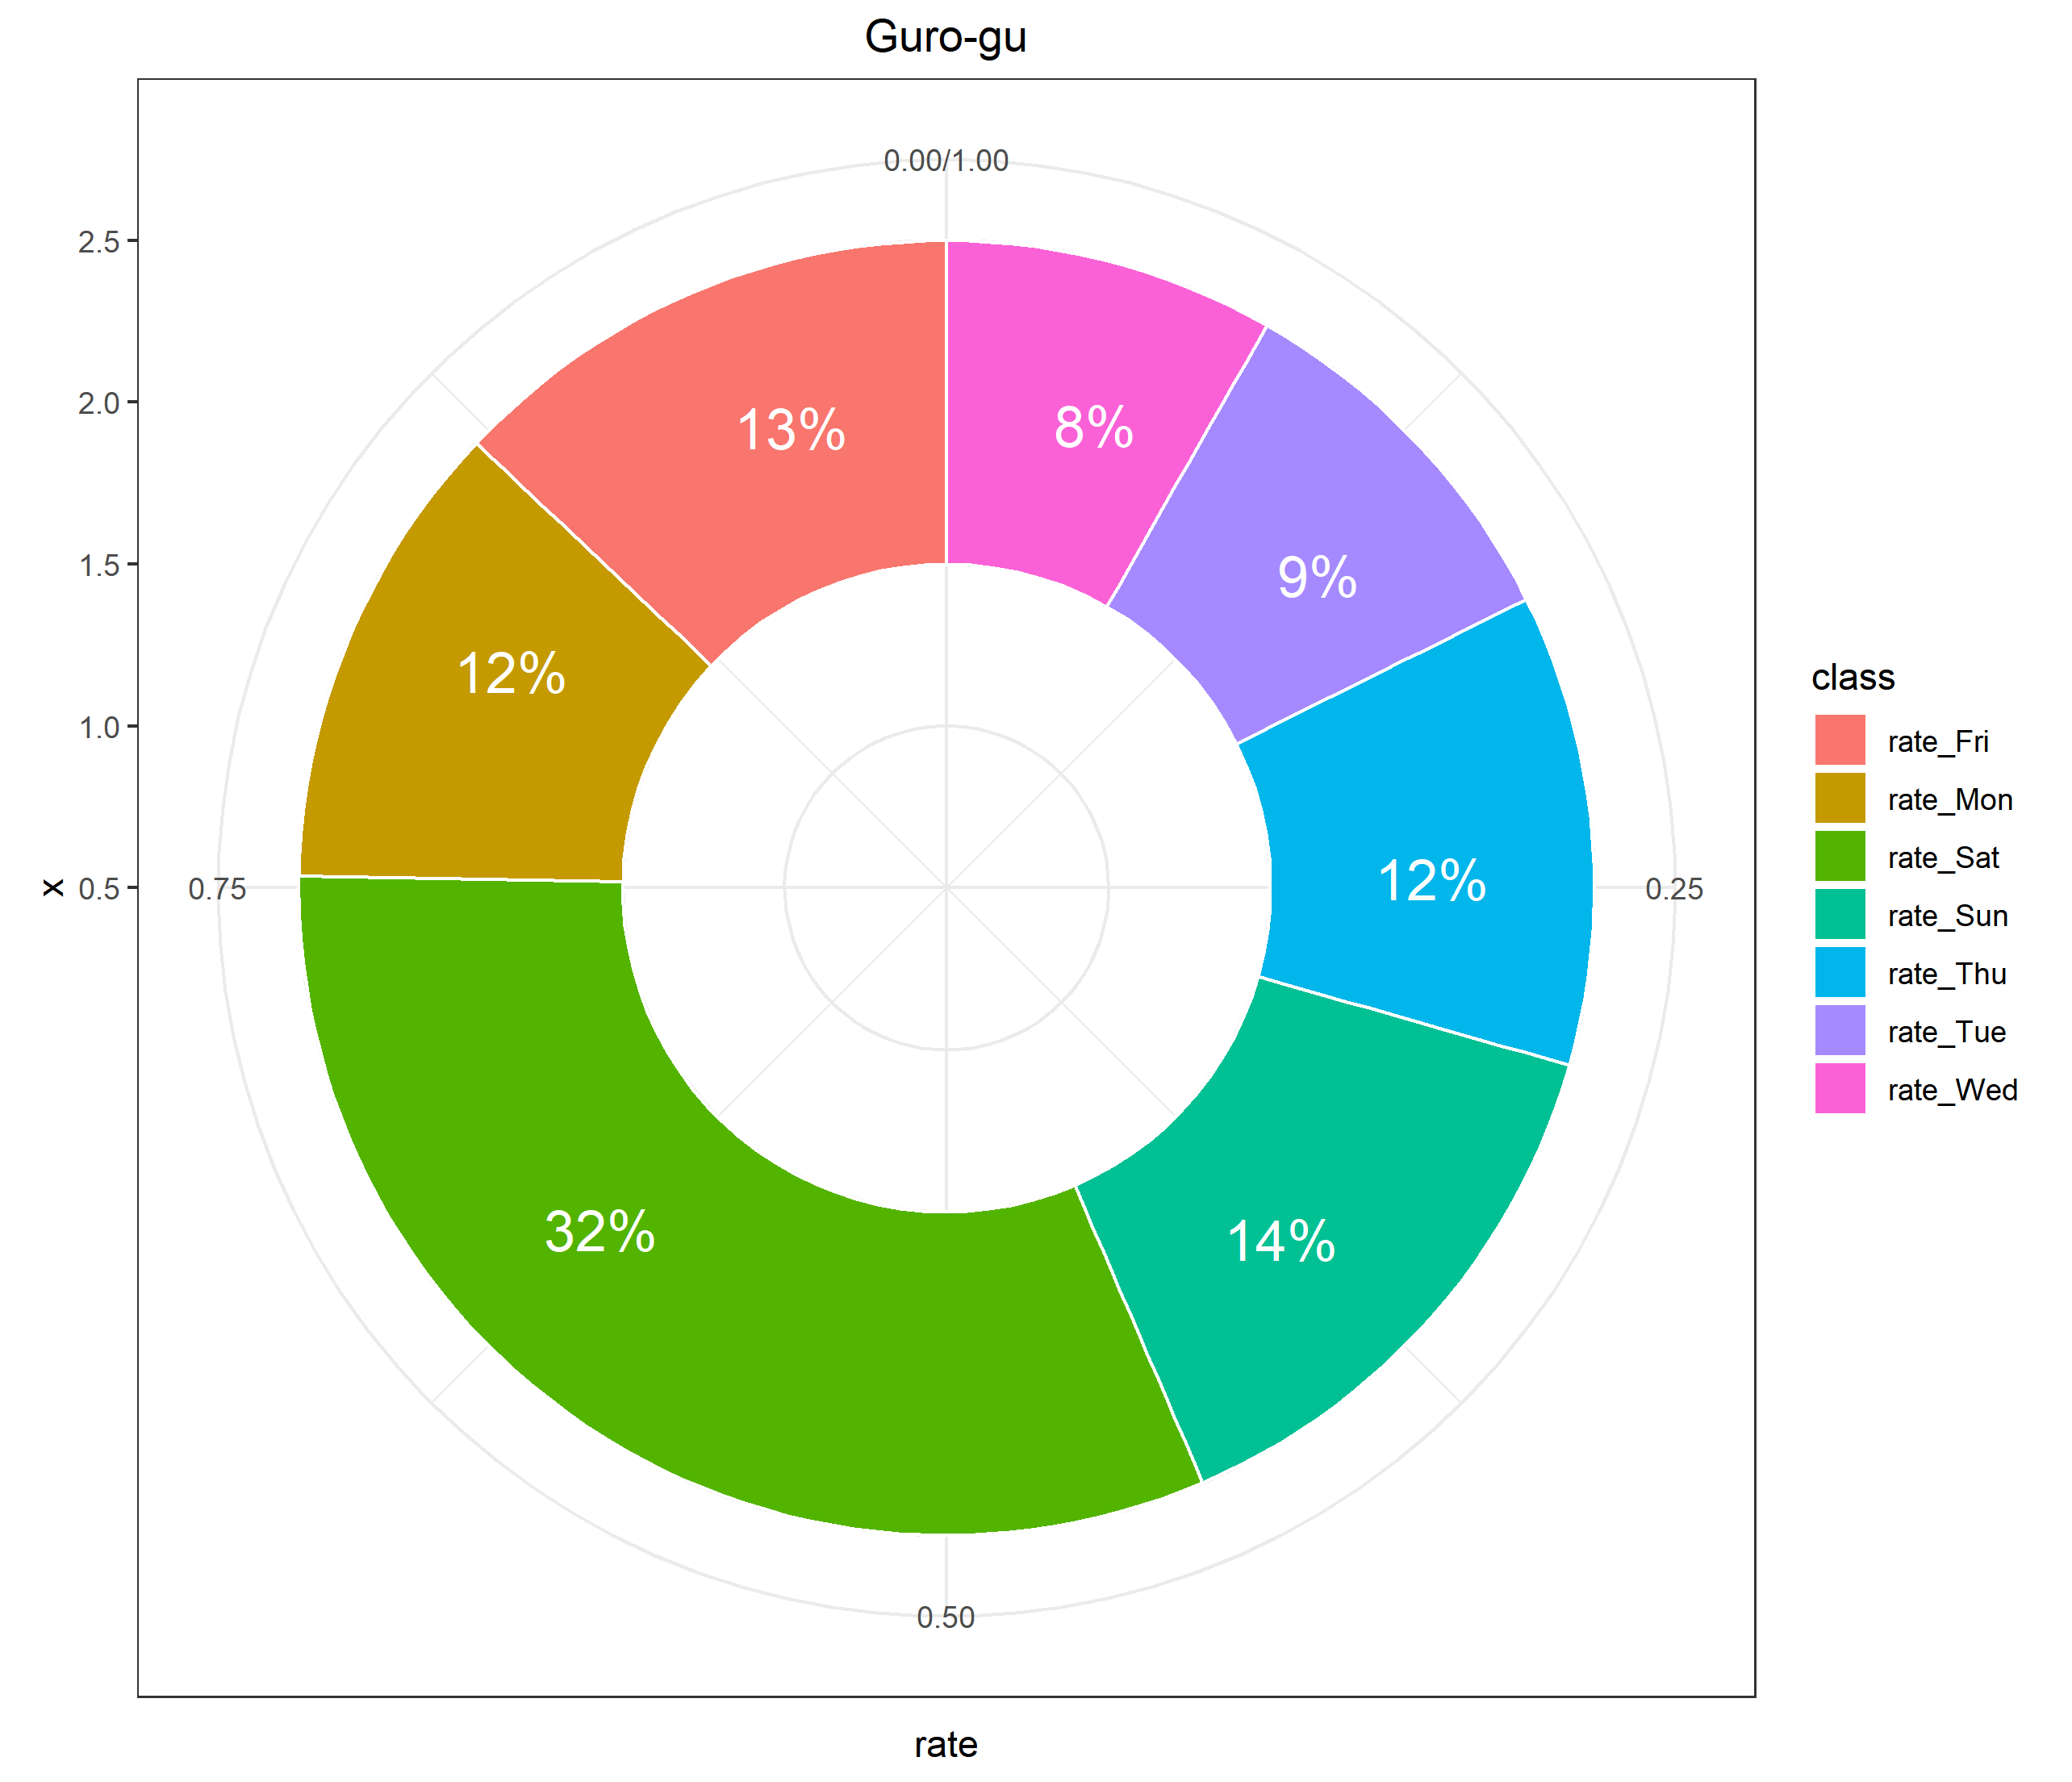 Guro-gu
0.00/1.00
2.5
2.0
1.5
1.0
x 0.5
0.75
0.25
0.50
13%
8%
9%
12%
12%
32%
14%
rate
class
rate_Fri
rate_Mon
rate_Sat
rate_Sun
rate_Thu
rate_Tue
rate_Wed